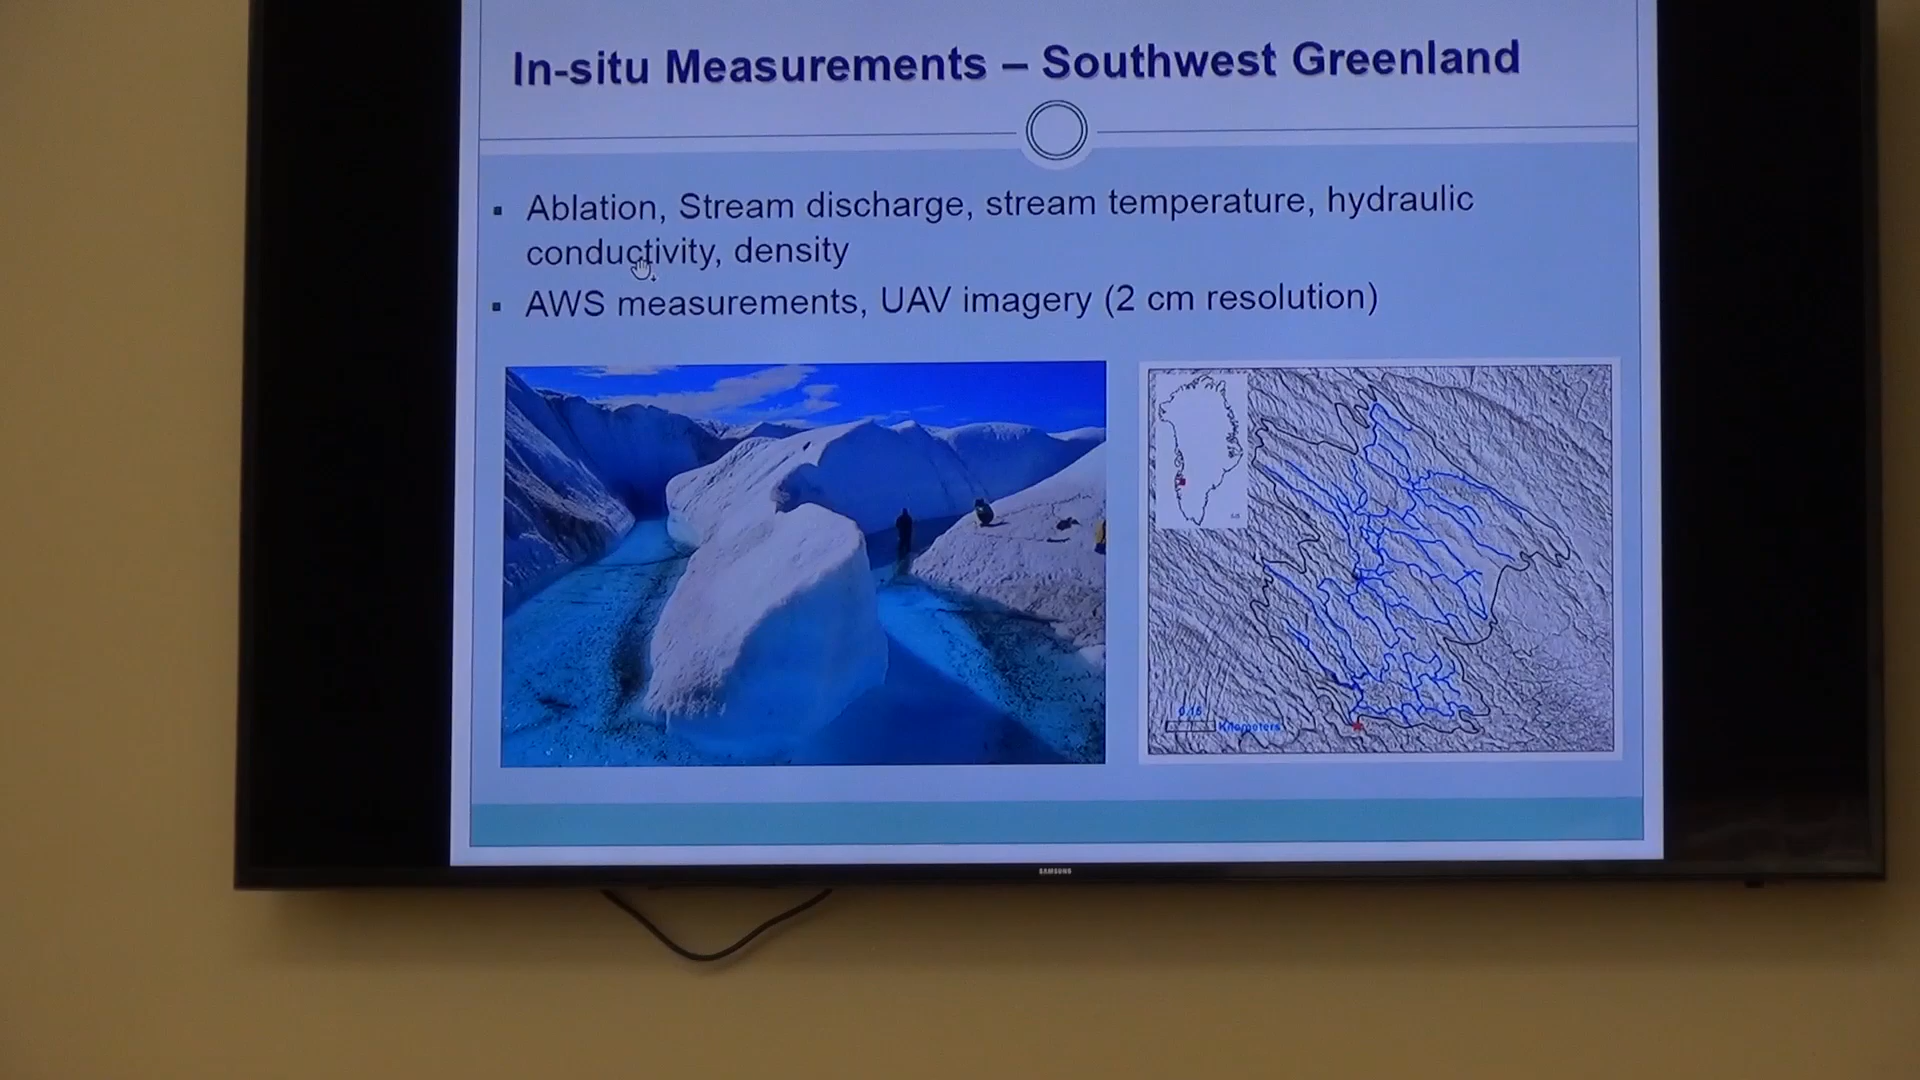 In-situ Measurements – Southwest Greenland
Ablation, Stream discharge, stream temperature, hydraulic
conductivity, density
AWS measurements, UAV imagery (2 cm resolution)
Kilometers
SAMSUNG